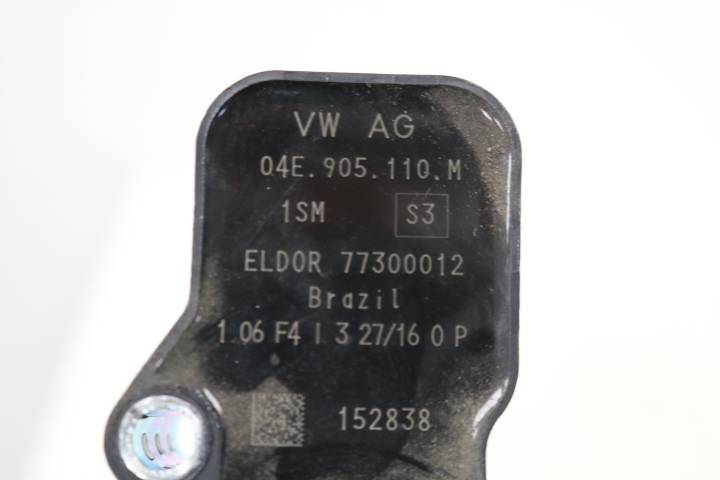 VW AG
04E.905.110.M
1SM S3
ELDOR 77300012
Brazil
1 06 F4 I 3 27/16 0 P
152838